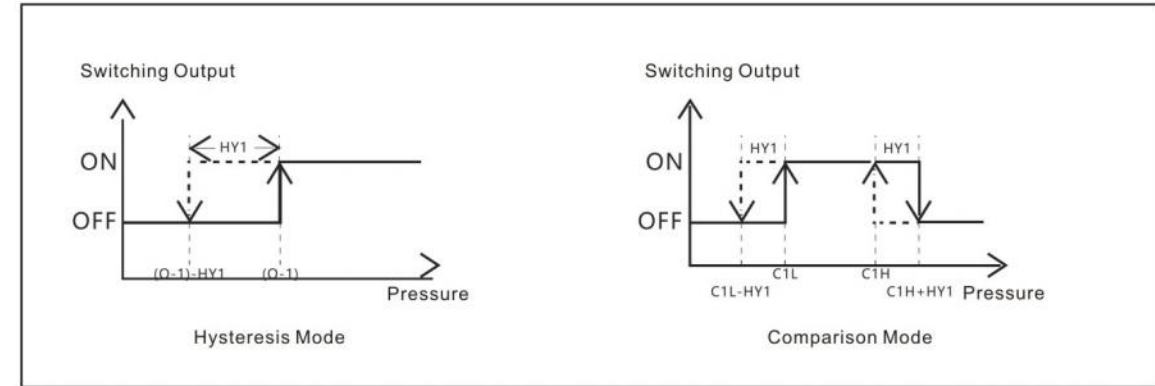 Switching Output
HY1
ON
OFF
(O-1)-HY1 (O-1)
Pressure
Hysteresis Mode
Switching Output
HY1 HY1
ON
OFF
C1L C1H
C1L-HY1 C1H+HY1 Pressure
Comparison Mode